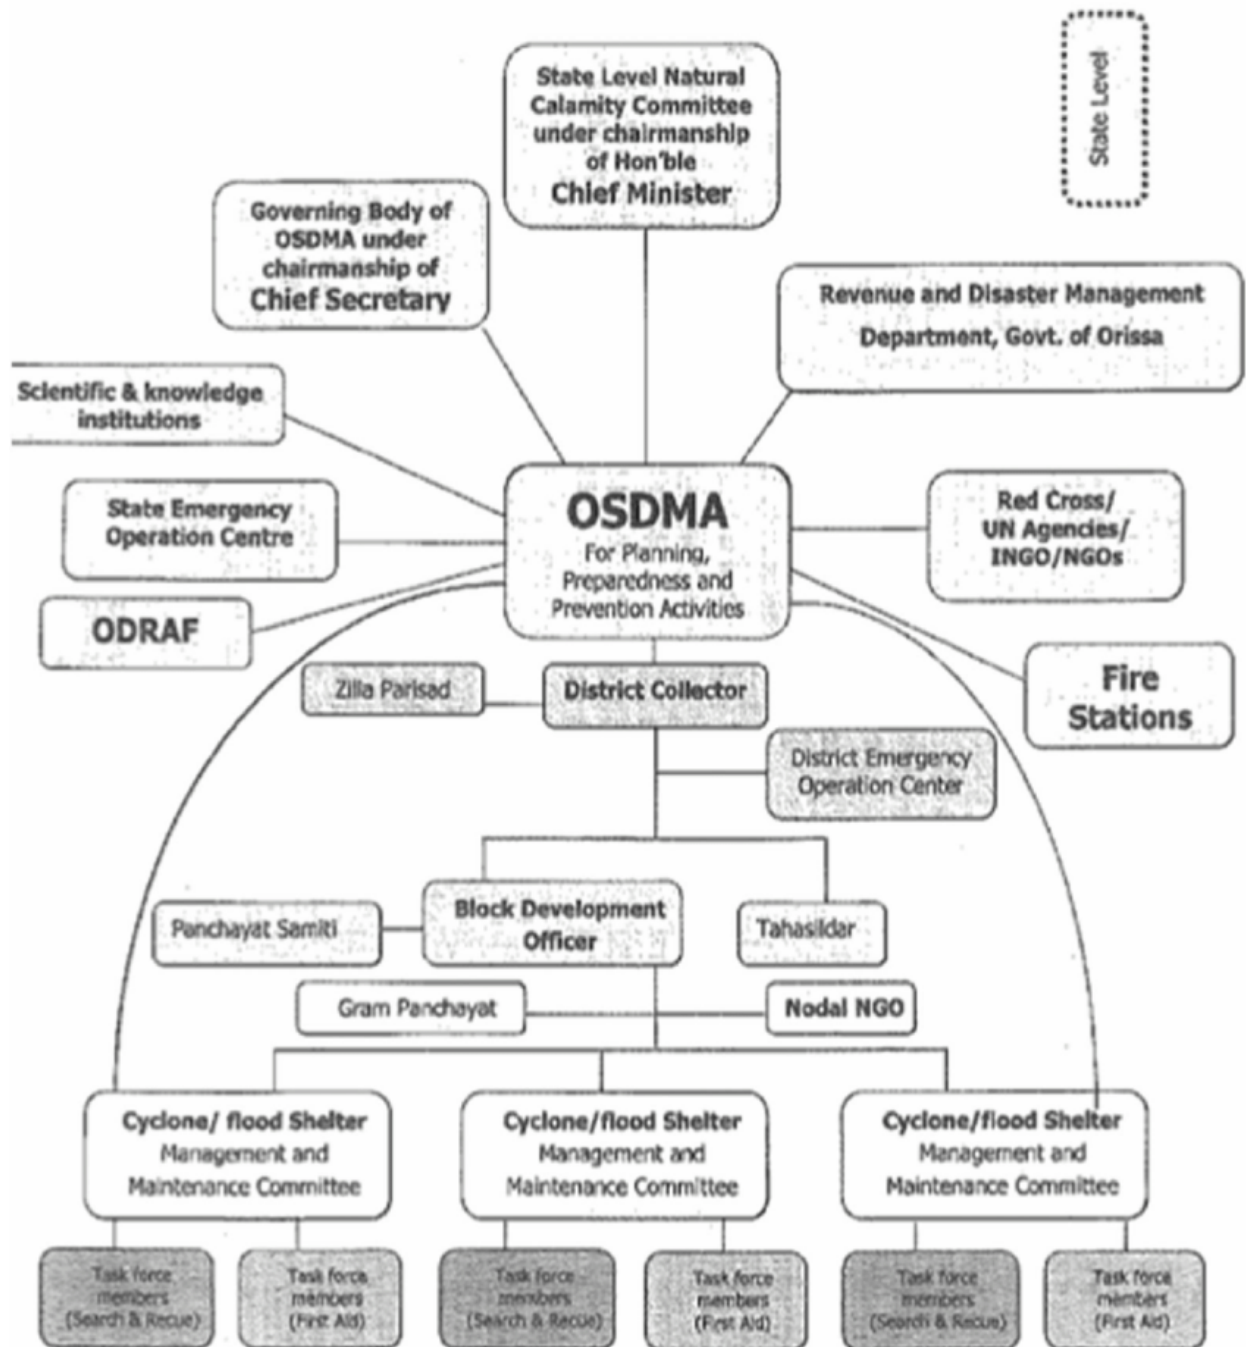 State Level
State Level Natural
Calamity Committee
under chairmanship
of Hon'ble
Chief Minister
Governing Body of
OSDMA under
chairmanship of
Chief Secretary
Revenue and Disaster Management
Department, Govt. of Orissa
Scientific & knowledge
institutions
State Emergency
Operation Centre
ODRAF
OSDMA
For Planning,
Preparedness and
Prevention Activities
Red Cross/
UN Agencies/
INGO/NGOs
Fire
Stations
Zilla Parisad
District Collector
District Emergency
Operation Center
Panchayat Samiti
Block Development
Officer
Tahasildar
Gram Panchayat
Nodal NGO
Cyclone/ flood Shelter
Management and
Maintenance Committee
Cyclone/flood Shelter
Management and
Maintenance Committee
Cyclone/flood Shelter
Management and
Maintenance Committee
Task force
members
(Search & Recue)
Task force
members
(First Aid)
Task force
members
(Search & Recue)
Task force
members
(First Aid)
Task force
members
(Search & Recue)
Task force
members
(First Aid)